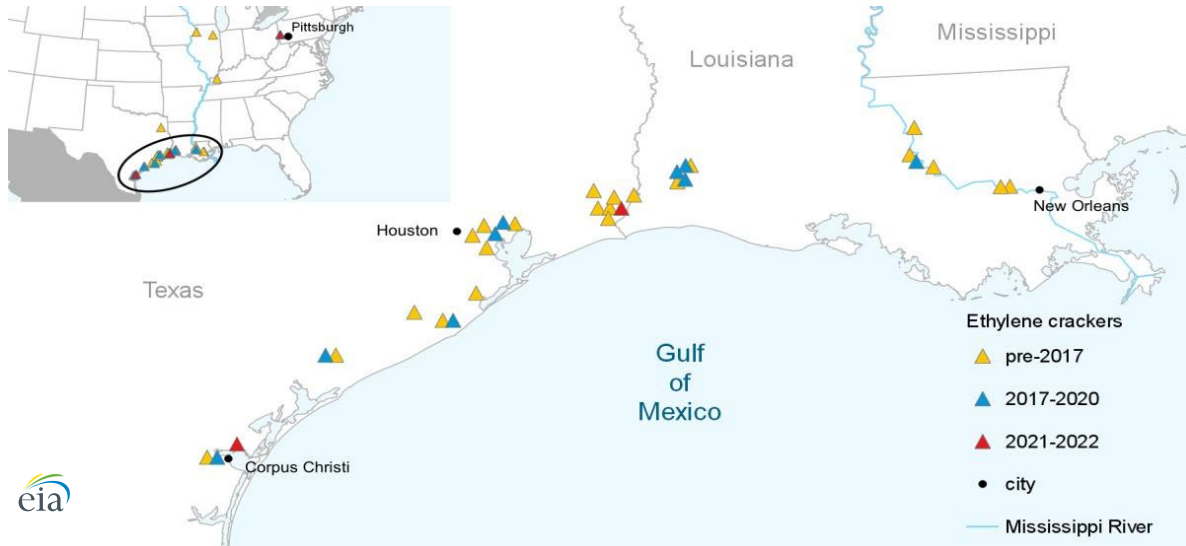 Pittsburgh
Mississippi
Louisiana
New Orleans
Houston
Texas
Gulf
of
Mexico
Corpus Christi
Ethylene crackers
pre-2017
2017-2020
2021-2022
city
Mississippi River
eia